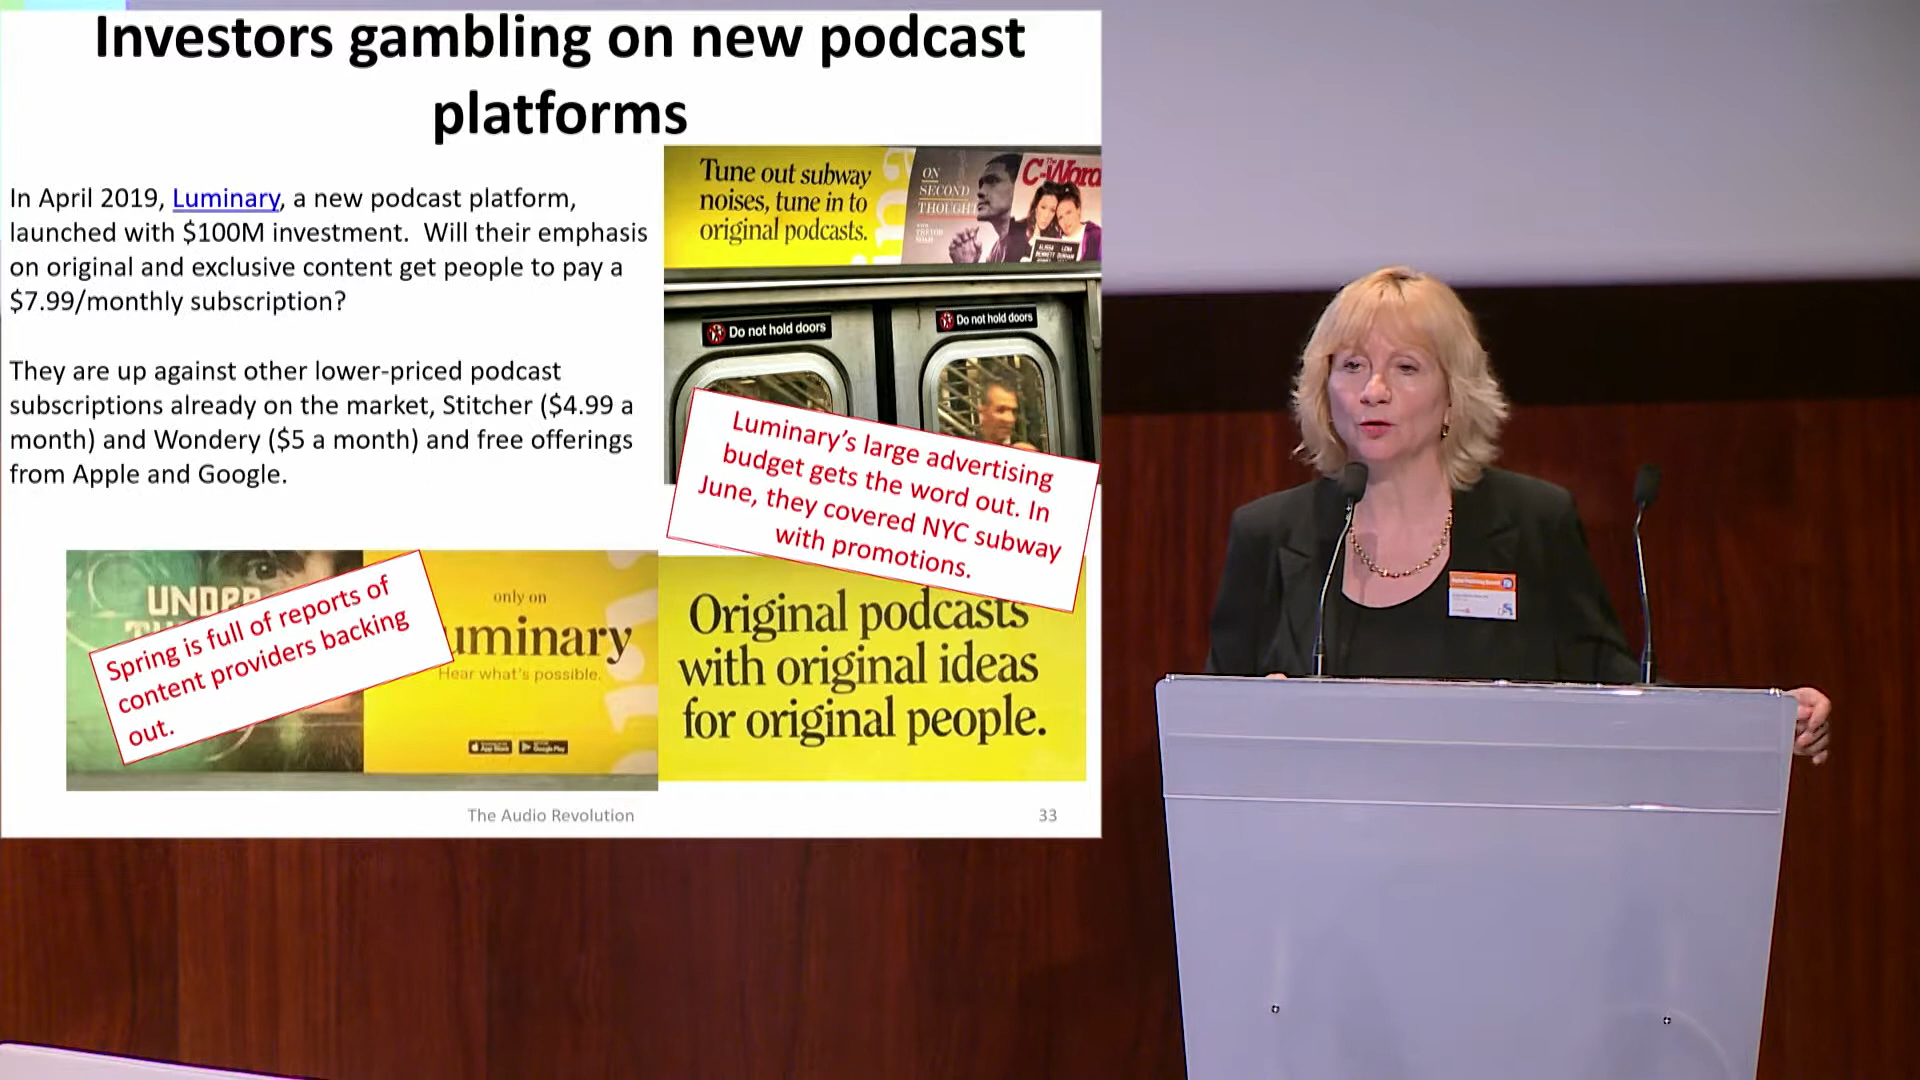 Investors gambling on new podcast
platforms
In April 2019, Luminary, a new podcast platform,
launched with $100M investment.  Will their emphasis
on original and exclusive content get people to pay a
$7.99/monthly subscription?
They are up against other lower-priced podcast
subscriptions already on the market, Stitcher ($4.99 a
month) and Wondery ($5 a month) and free offerings
from Apple and Google.
Tune out subway
noises, tune in to
original podcasts.
ON
SECOND
THOUGHT
The
C-Word
Do not hold doors
Do not hold doors
Luminary's large advertising
budget gets the word out. In
June, they covered NYC subway
with promotions.
Spring is full of reports of
content providers backing
out.
only on
uminary
Hear what's possible.
App Store
Google Play
Original podcasts
with original ideas
for original people.
The Audio Revolution
33